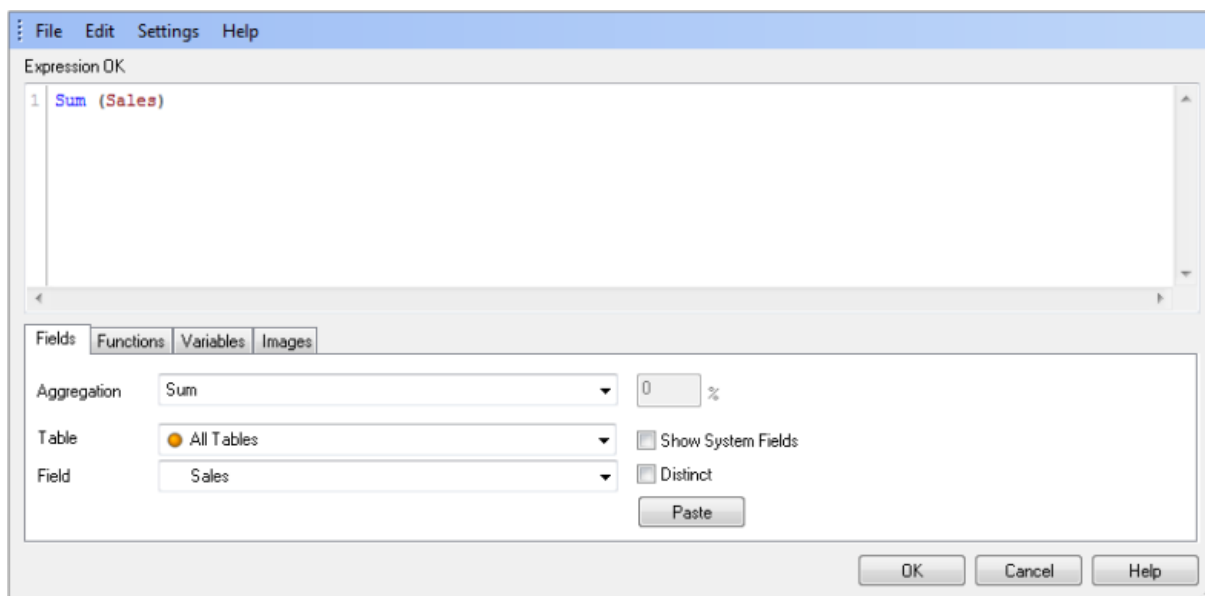 File Edit Settings Help
Expression OK
1 Sum (Sales)
Fields Functions Variables Images
Aggregation Sum 0 %
Table All Tables Show System Fields
Field Sales Distinct
Paste
OK Cancel Help